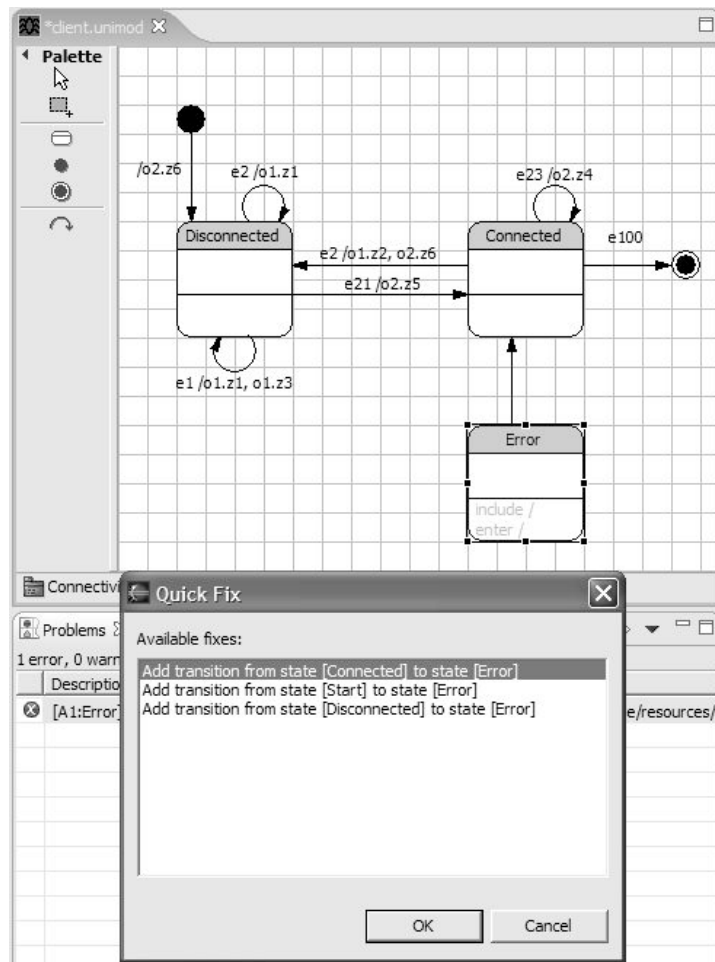 *client.unimod
Palette
/o2.z6
e2 /o1.z1
e23 /o2.z4
Disconnected
Connected
e100
e2 /o1.z2, o2.z6
e21 /o2.z5
e1 /o1.z1, o1.z3
Error
include /
enter /
Connectivi
Quick Fix
Problems
Available fixes:
1 error, 0 warn
Add transition from state [Connected] to state [Error]
Descriptio
Add transition from state [Start] to state [Error]
[A1:Error]
Add transition from state [Disconnected] to state [Error]
e/resources/
OK
Cancel